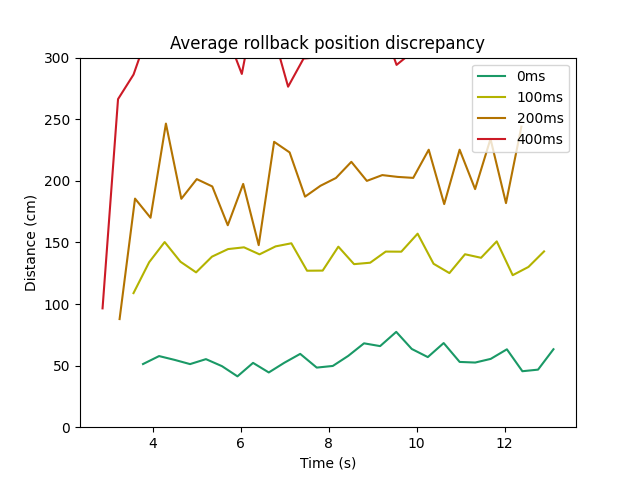 Average rollback position discrepancy
300
250
200
150
100
50
0
Distance (cm)
4
6
8
10
12
Time (s)
0ms
100ms
200ms
400ms